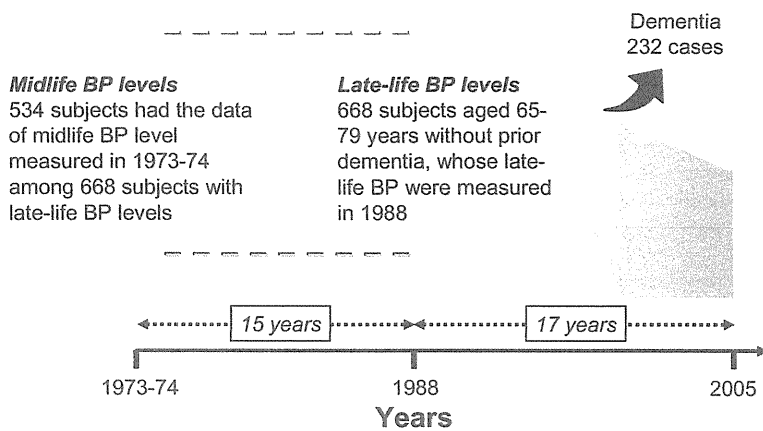 Dementia
232 cases
Midlife BP levels
534 subjects had the data
of midlife BP level
measured in 1973-74
among 668 subjects with
late-life BP levels
Late-life BP levels
668 subjects aged 65-
79 years without prior
dementia, whose late-
life BP were measured
in 1988
15 years
17 years
1973-74
1988
2005
Years